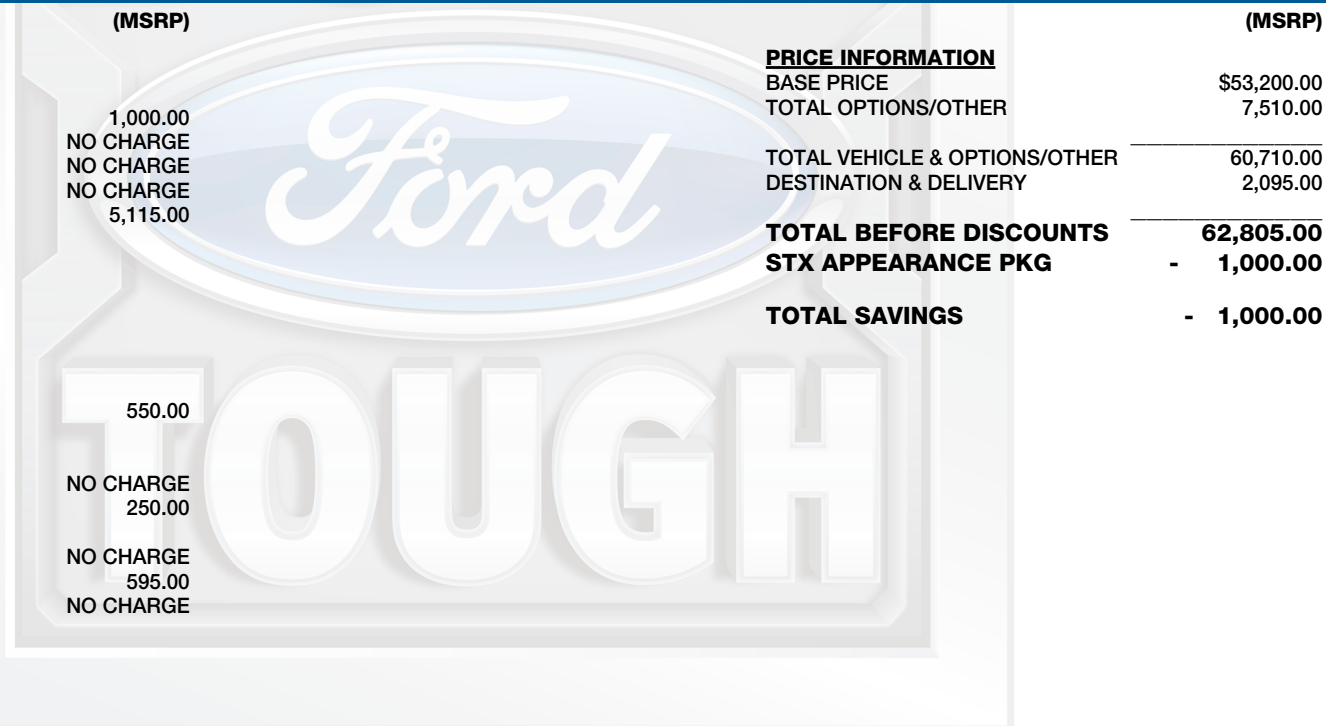 (MSRP)
1,000.00
NO CHARGE
NO CHARGE
NO CHARGE
5,115.00
550.00
NO CHARGE
250.00
NO CHARGE
595.00
NO CHARGE
(MSRP)
PRICE INFORMATION
BASE PRICE $53,200.00
TOTAL OPTIONS/OTHER 7,510.00
TOTAL VEHICLE & OPTIONS/OTHER 60,710.00
DESTINATION & DELIVERY 2,095.00
TOTAL BEFORE DISCOUNTS 62,805.00
STX APPEARANCE PKG - 1,000.00
TOTAL SAVINGS - 1,000.00
Ford
TOUGH